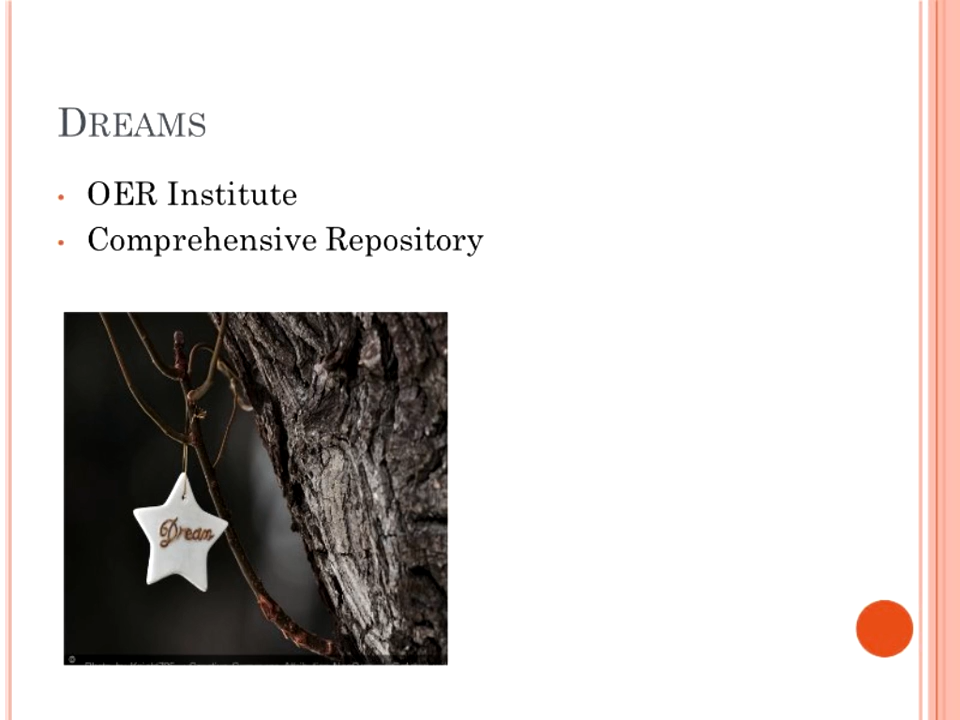 DREAMS
• OER Institute
• Comprehensive Repository
Dream